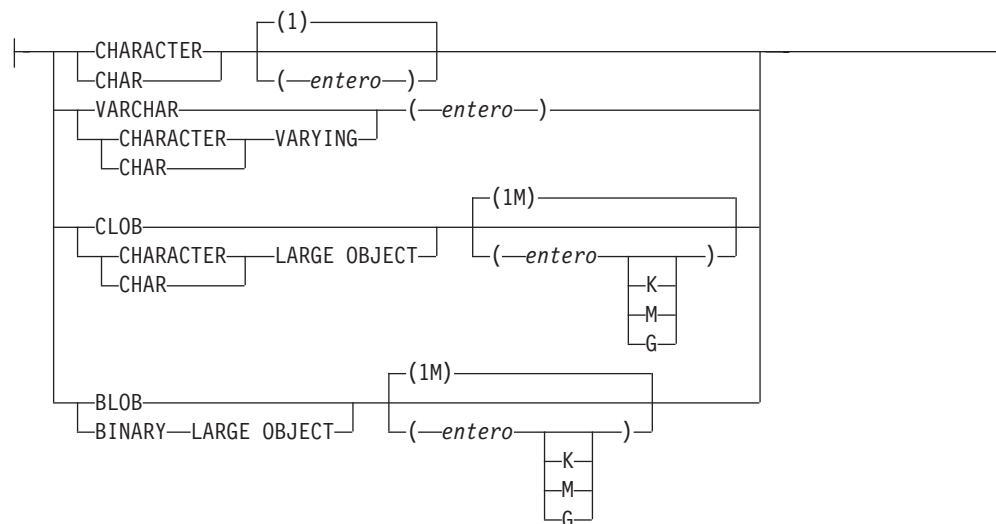 (1)
CHARACTER
CHAR ( entero )
VARCHAR ( entero )
CHARACTER VARYING
CHAR
(1M)
CLOB
CHARACTER LARGE OBJECT ( entero )
CHAR K
M
G
(1M)
BLOB
BINARY LARGE OBJECT ( entero )
K
M
G